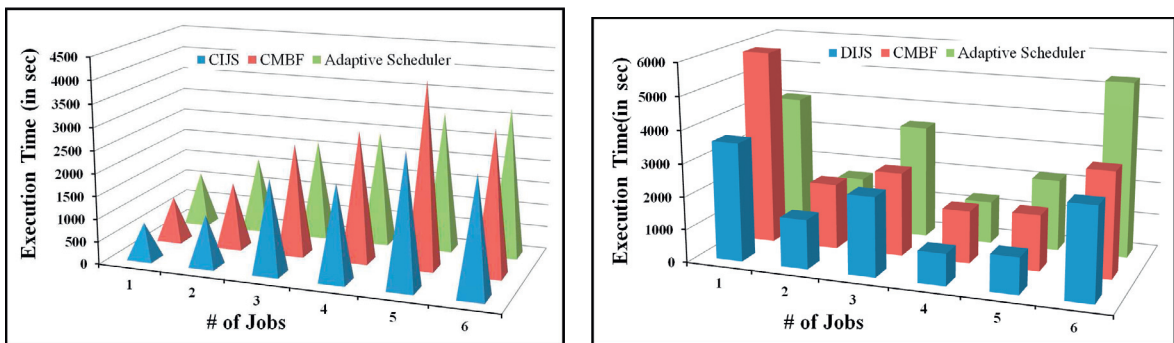 CIJS CMBF Adaptive Scheduler
Execution Time (in sec)
4500
4000
3500
3000
2500
2000
1500
1000
500
0
1 2 3 4 5 6
# of Jobs
DIJS CMBF Adaptive Scheduler
Execution Time(in sec)
6000
5000
4000
3000
2000
1000
0
1 2 3 4 5 6
# of Jobs